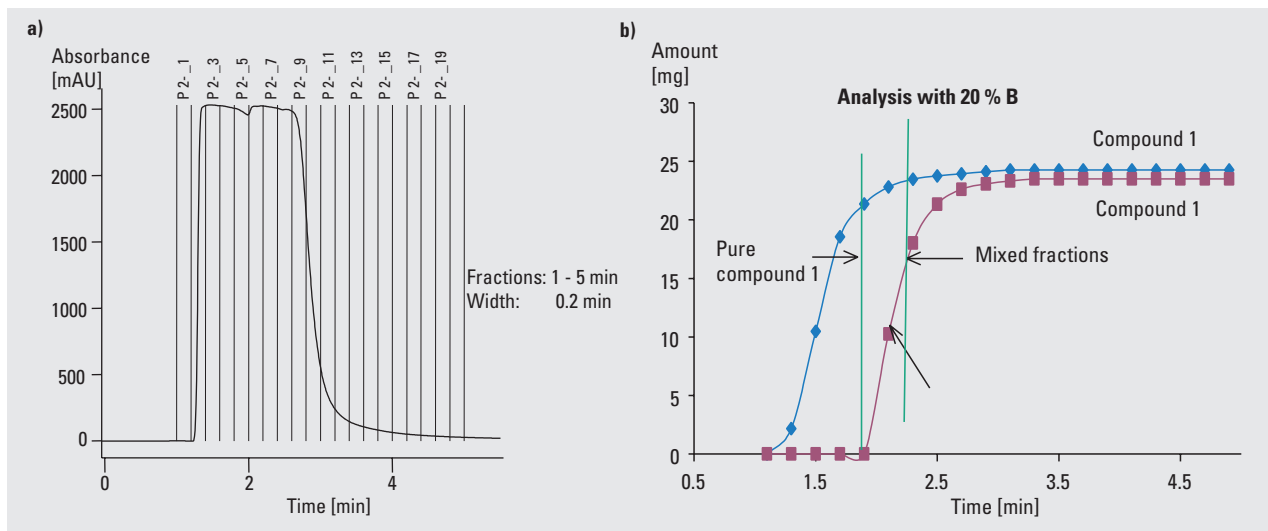 a)
Absorbance
[mAU]
P 2-_1
P 2-_3
P 2-_5
P 2-_7
P 2-_9
P 2-_11
P 2-_13
P 2-_15
P 2-_17
P 2-_19
2500
2000
1500
1000
500
0
0
2
4
Time [min]
Fractions: 1 - 5 min
Width: 0.2 min
b)
Amount
[mg]
Analysis with 20 % B
30
25
20
15
10
5
0
Compound 1
Compound 1
Pure
compound 1
Mixed fractions
0.5
1.5
2.5
3.5
4.5
Time [min]